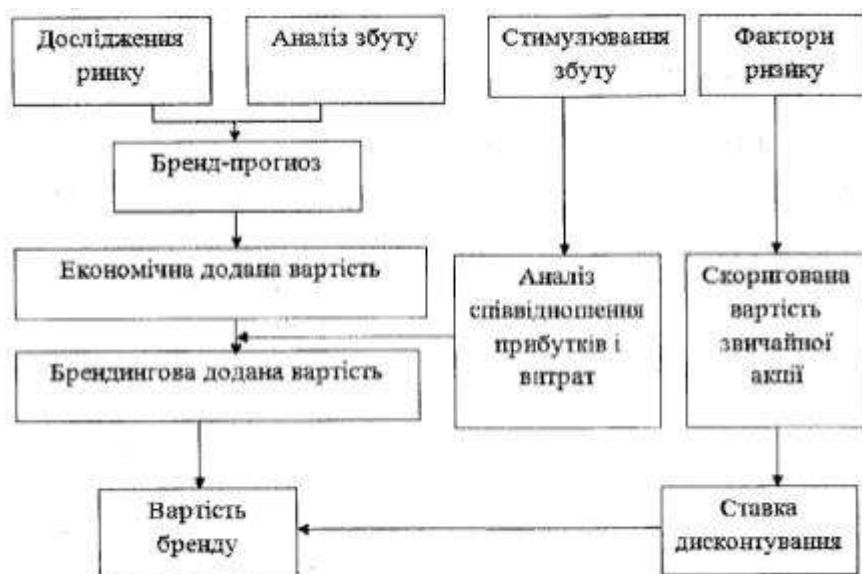 Дослідження
ринку
Аналіз збуту
Стимулювання
збуту
Фактори
ризику
Бренд-прогноз
Економічна додана вартість
Аналіз
співвідношення
прибутків і
витрат
Скоригована
вартість
звичайної
акції
Брендингова додана вартість
Вартість
бренду
Ставка
дисконтування